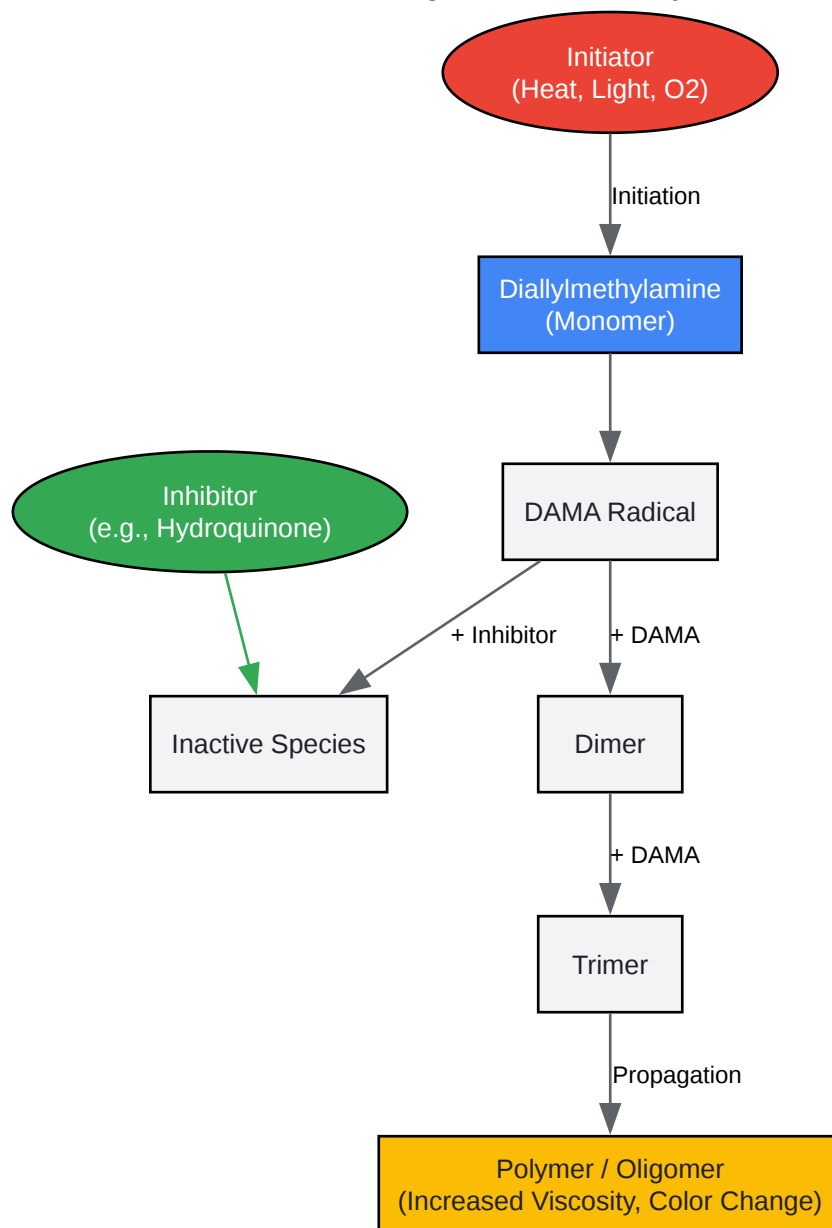 Initiator
(Heat, Light, O2)
Initiation
Diallylmethylamine
(Monomer)
Inhibitor
(e.g., Hydroquinone)
DAMA Radical
+ Inhibitor
+ DAMA
Inactive Species
Dimer
+ DAMA
Trimer
Propagation
Polymer / Oligomer
(Increased Viscosity, Color Change)